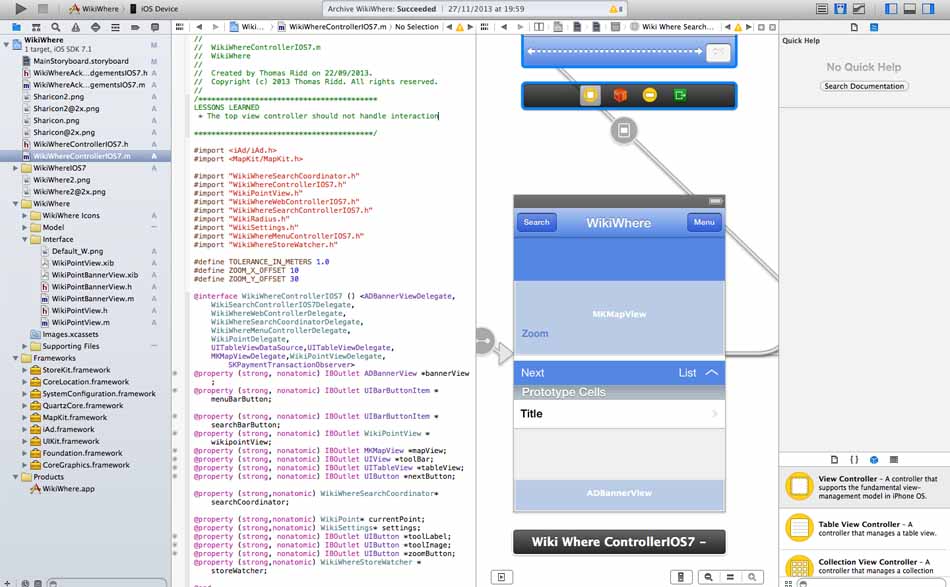 WikiWhere
iOS Device
Archive WikiWhere: Succeeded | 27/11/2013 at 19:59
8
Wiki…
WikiWhereControllerIOS7.m
No Selection
Wiki Where Search…
WikiWhere
1 target, iOS SDK 7.1
M
MainStoryboard.storyboard
M
WikiWhereAck…dgementsIOS7.h
A
WikiWhereAck…gementsIOS7.m
A
Sharicon2.png
A
Sharicon2@2x.png
A
Sharicon.png
A
Sharicon@2x.png
A
WikiWhereControllerIOS7.h
A
WikiWhereControllerIOS7.m
A
WikiWhereIOS7
A
WikiWhere2.png
A
WikiWhere2@2x.png
A
WikiWhere
WikiWhere Icons
A
Model
Interface
Default_W.png
A
WikiPointView.xib
A
WikiPointBannerView.xib
A
WikiPointBannerView.h
A
WikiPointBannerView.m
A
WikiPointView.h
A
WikiPointView.m
A
Images.xcassets
Supporting Files
Frameworks
StoreKit.framework
CoreLocation.framework
SystemConfiguration.framework
QuartzCore.framework
MapKit.framework
iAd.framework
UIKit.framework
Foundation.framework
CoreGraphics.framework
Products
WikiWhere.app
//
//  WikiWhereControllerIOS7.m
//  WikiWhere
//
//  Created by Thomas Ridd on 22/09/2013.
//  Copyright (c) 2013 Thomas Ridd. All rights reserved.
//
/*****************************************
LESSONS LEARNED
* The top view controller should not handle interaction
*****************************************/
#import <iAd/iAd.h>
#import <MapKit/MapKit.h>
#import "WikiWhereSearchCoordinator.h"
#import "WikiWhereControllerIOS7.h"
#import "WikiPointView.h"
#import "WikiWhereWebControllerIOS7.h"
#import "WikiWhereSearchControllerIOS7.h"
#import "WikiRadius.h"
#import "WikiSettings.h"
#import "WikiWhereMenuControllerIOS7.h"
#import "WikiWhereStoreWatcher.h"
#define TOLERANCE_IN_METERS 1.0
#define ZOOM_X_OFFSET 10
#define ZOOM_Y_OFFSET 30
@interface WikiWhereControllerIOS7 () <ADBannerViewDelegate,
WikiSearchControllerIOS7Delegate,
WikiWhereWebControllerDelegate,
WikiWhereSearchCoordinatorDelegate,
WikiWhereMenuControllerDelegate,
WikiPointDelegate,
UITableViewDataSource,UITableViewDelegate,
MKMapViewDelegate,WikiPointViewDelegate,
SKPaymentTransactionObserver>
@property (strong, nonatomic) IBOutlet ADBannerView *bannerView
;
@property (strong, nonatomic) IBOutlet UIBarButtonItem *
menuBarButton;
@property (strong, nonatomic) IBOutlet UIBarButtonItem *
searchBarButton;
@property (strong, nonatomic) IBOutlet WikiPointView *
wikipointView;
@property (strong, nonatomic) IBOutlet MKMapView *mapView;
@property (strong, nonatomic) IBOutlet UIView *toolBar;
@property (strong, nonatomic) IBOutlet UITableView *tableView;
@property (strong, nonatomic) IBOutlet UIButton *nextButton;
@property (strong,nonatomic) WikiWhereSearchCoordinator*
searchCoordinator;
@property (strong,nonatomic) WikiPoint* currentPoint;
@property (strong,nonatomic) WikiSettings* settings;
@property (strong, nonatomic) IBOutlet UIButton *toolLabel;
@property (strong, nonatomic) IBOutlet UIButton *toolImage;
@property (strong, nonatomic) IBOutlet UIButton *zoomButton;
@property (strong,nonatomic) WikiWhereStoreWatcher *
storeWatcher;
Search
WikiWhere
Menu
MKMapView
Zoom
Next
List
Prototype Cells
Title
ADBannerView
Wiki Where ControllerIOS7 –
Quick Help
No Quick Help
Search Documentation
View Controller - A controller that
supports the fundamental view-
management model in iPhone OS.
Table View Controller - A
controller that manages a table view.
Collection View Controller - A
controller that manages a collection